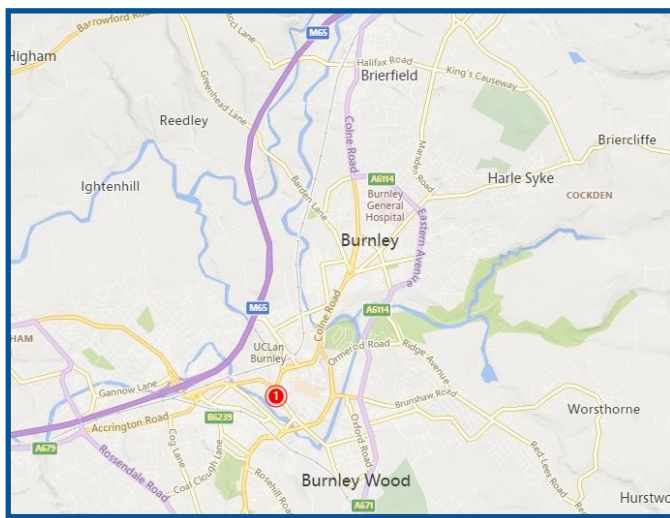 Barrowford Road
M65
Higham
Halifax Road
Brierfield
King's Causeway
Greenhead Lane
Reedley
Colne Road
Marsden Road
Briercliffe
Ightenhill
Barden Lane
A6114
Harle Syke
Burnley
General
Hospital
COCKDEN
Eastern Avenue
Burnley
M65
A6114
Colne Road
HAM
UCLan
Burnley
Ormerod Road
Ridge Avenue
Gannow Lane
1
Brunshaw Road
Worsthorne
B6239
Accrington Road
Oxford Road
A679
Cog Lane
Red Lees Road
Rossendale Road
Coal Clough Lane
Rosehill Road
Burnley Wood
A671
Hurstwo